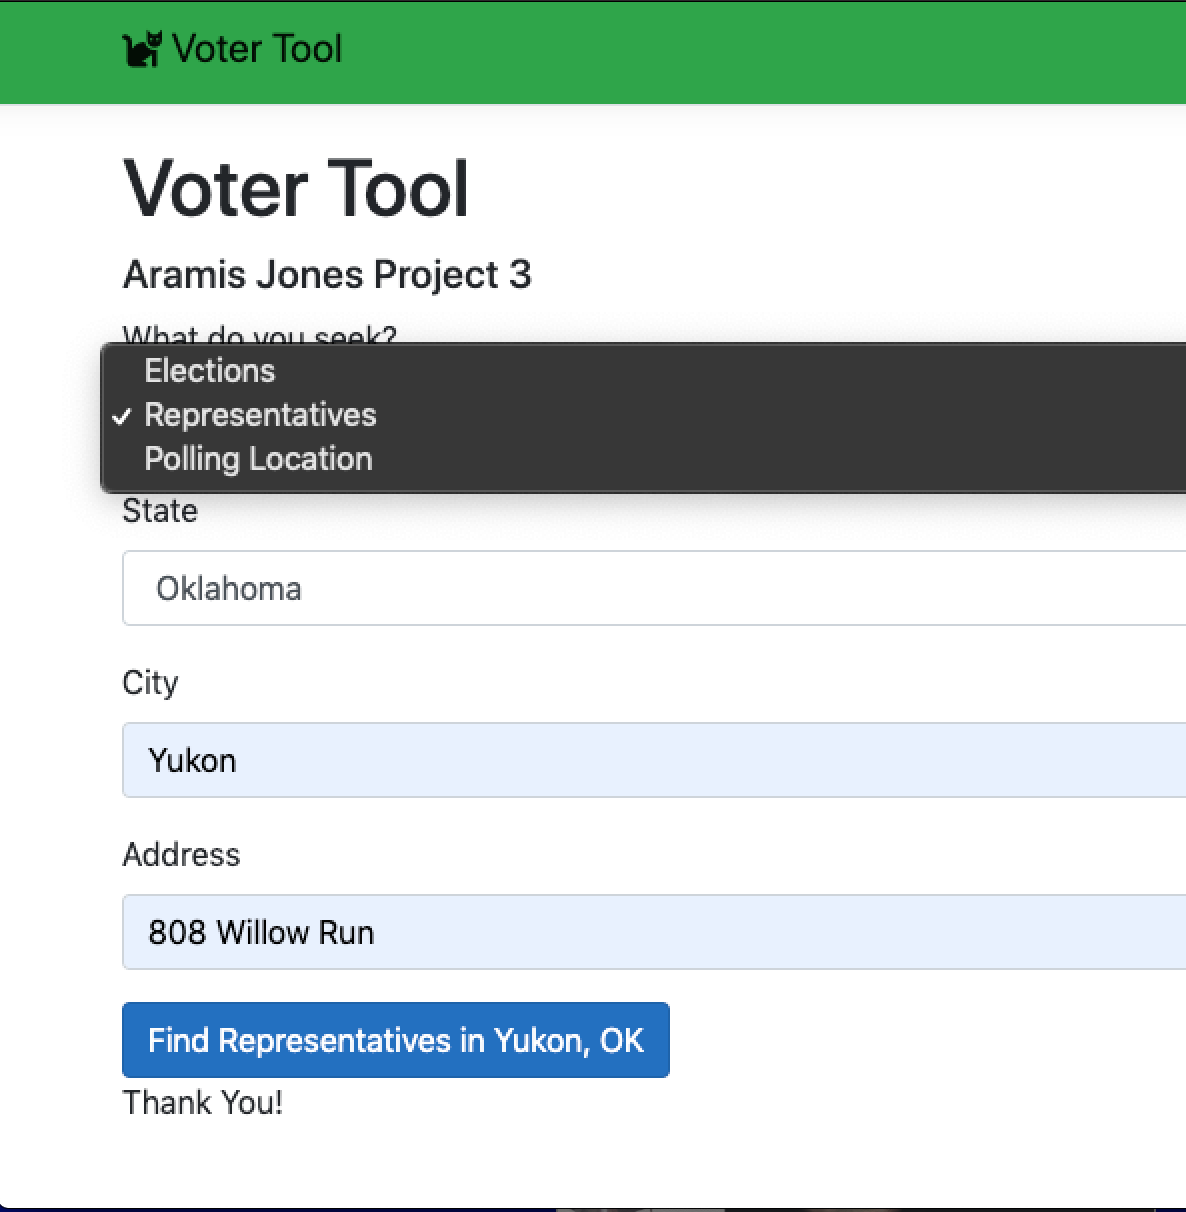 Voter Tool
Voter Tool
Aramis Jones Project 3
What do you seek?
Elections
Representatives
Polling Location
State
Oklahoma
City
Yukon
Address
808 Willow Run
Find Representatives in Yukon, OK
Thank You!